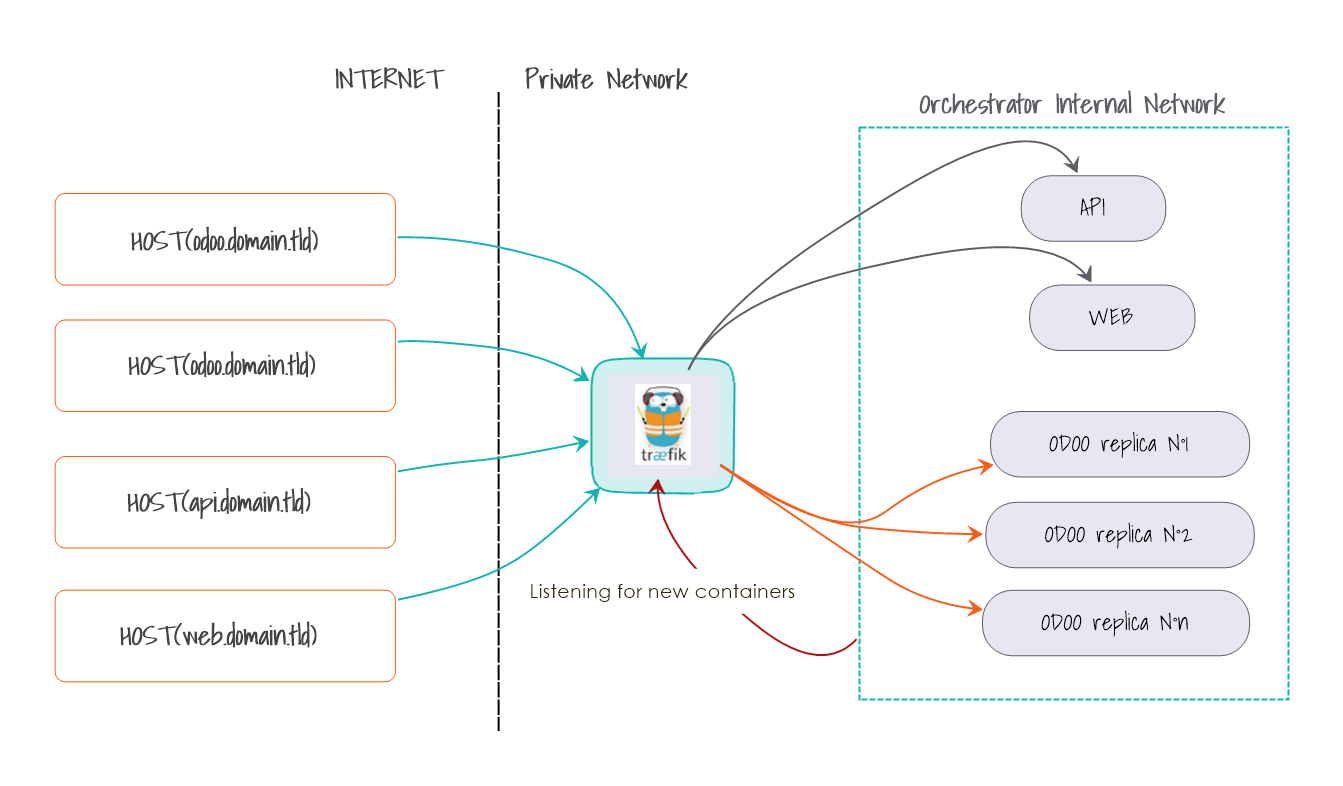 INTERNET
Private Network
Orchestrator Internal Network
HOST(odoo.domain.tld)
HOST(odoo.domain.tld)
HOST(api.domain.tld)
HOST(web.domain.tld)
træfik
Listening for new containers
API
WEB
ODOO replica N°1
ODOO replica N°2
ODOO replica N°n